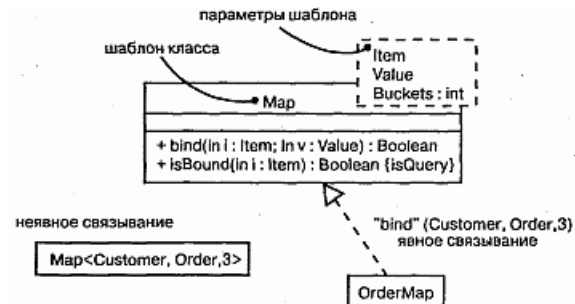 параметры шаблона
Item
Value
Buckets : int
шаблон класса
Map
+ bind(in i : Item; In v : Value) : Boolean
+ isBound(in i : Item) : Boolean {isQuery}
неявное связывание
Map<Customer, Order,3>
"bind" (Customer, Order,3)
явное связывание
OrderMap